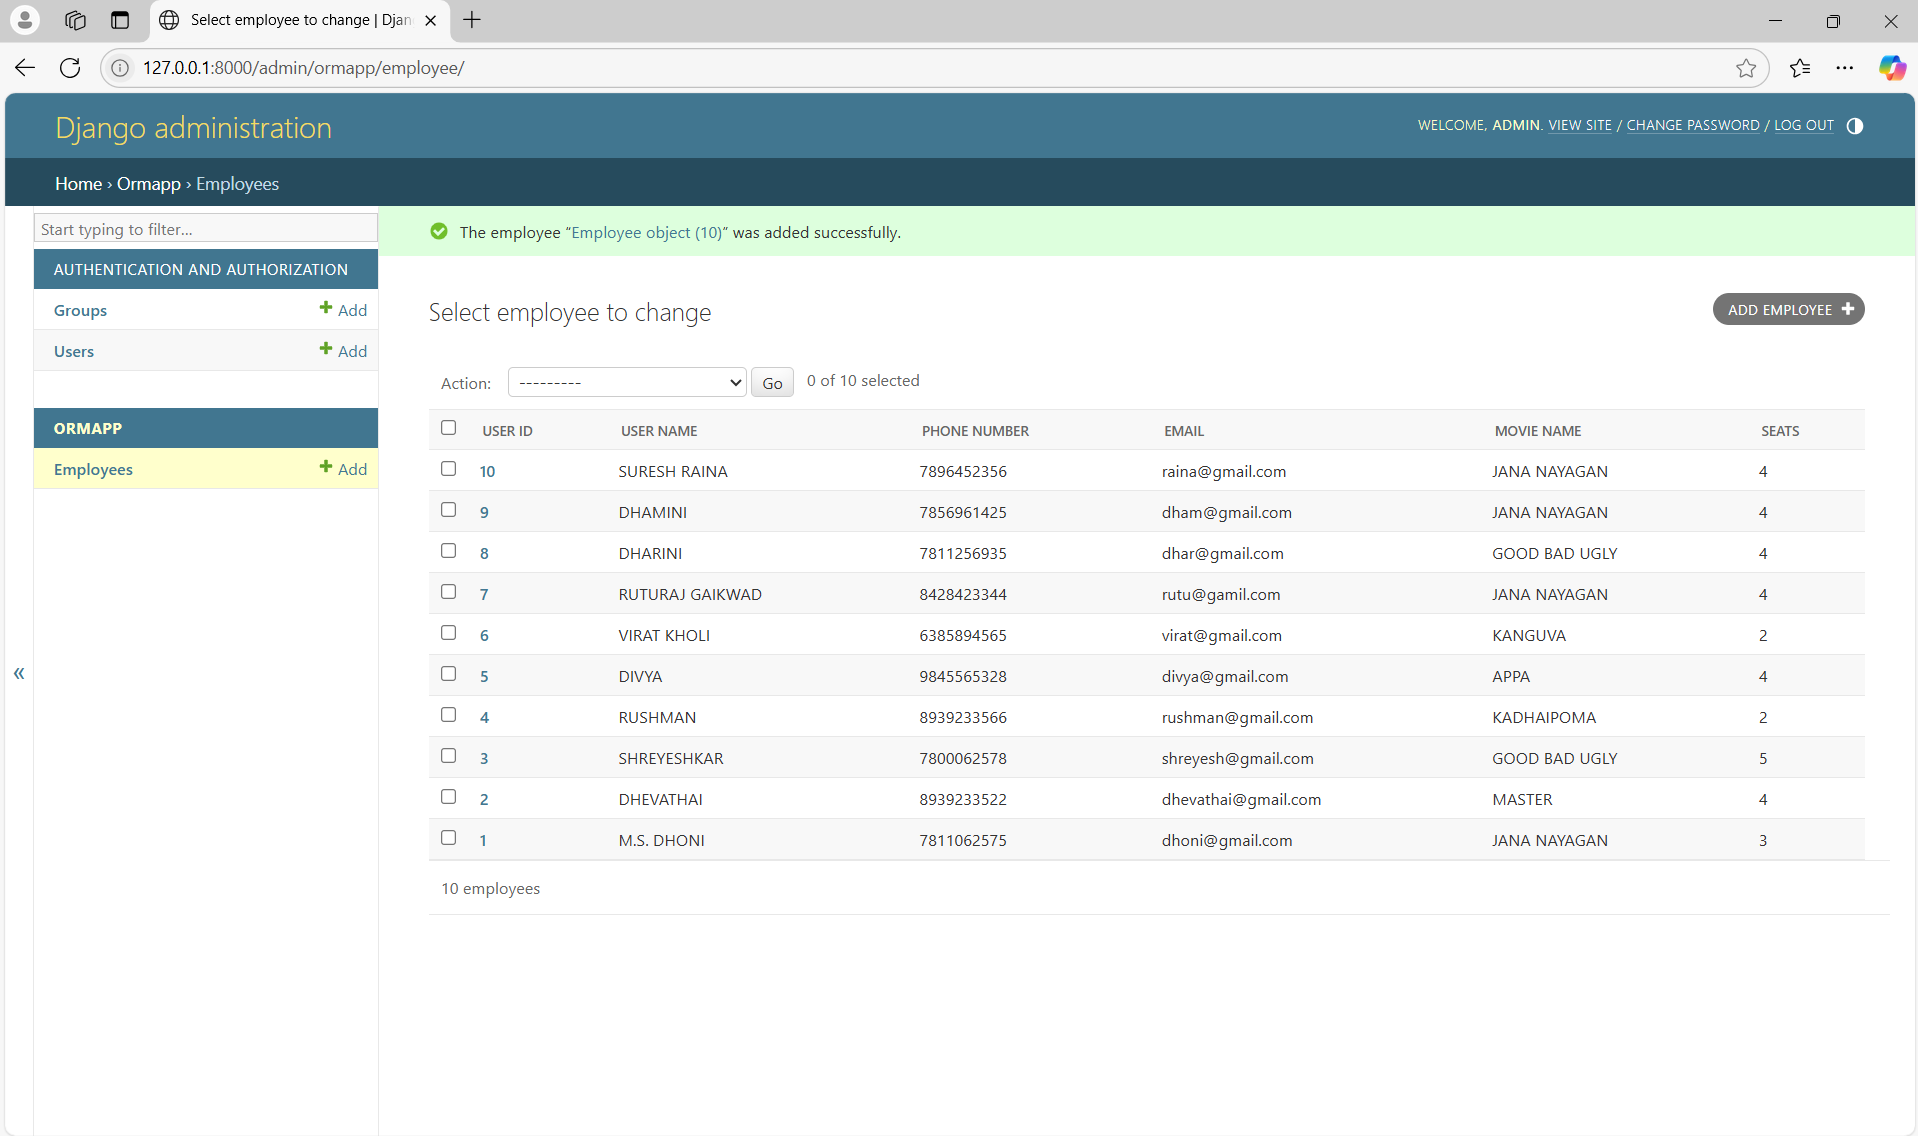 Select employee to change | Djan
127.0.0.1:8000/admin/ormapp/employee/
Django administration
WELCOME, ADMIN. VIEW SITE / CHANGE PASSWORD / LOG OUT
Home › Ormapp › Employees
Start typing to filter...
AUTHENTICATION AND AUTHORIZATION
Groups Add
Users Add
ORMAPP
Employees Add
«
The employee “Employee object (10)” was added successfully.
Select employee to change
ADD EMPLOYEE
Action: --------- Go 0 of 10 selected
USER ID USER NAME PHONE NUMBER EMAIL MOVIE NAME SEATS
10 SURESH RAINA 7896452356 raina@gmail.com JANA NAYAGAN 4
9 DHAMINI 7856961425 dham@gmail.com JANA NAYAGAN 4
8 DHARINI 7811256935 dhar@gmail.com GOOD BAD UGLY 4
7 RUTURAJ GAIKWAD 8428423344 rutu@gamil.com JANA NAYAGAN 4
6 VIRAT KHOLI 6385894565 virat@gmail.com KANGUVA 2
5 DIVYA 9845565328 divya@gmail.com APPA 4
4 RUSHMAN 8939233566 rushman@gmail.com KADHAIPOMA 2
3 SHREYESHKAR 7800062578 shreyesh@gmail.com GOOD BAD UGLY 5
2 DHEVATHAI 8939233522 dhevathai@gmail.com MASTER 4
1 M.S. DHONI 7811062575 dhoni@gmail.com JANA NAYAGAN 3
10 employees